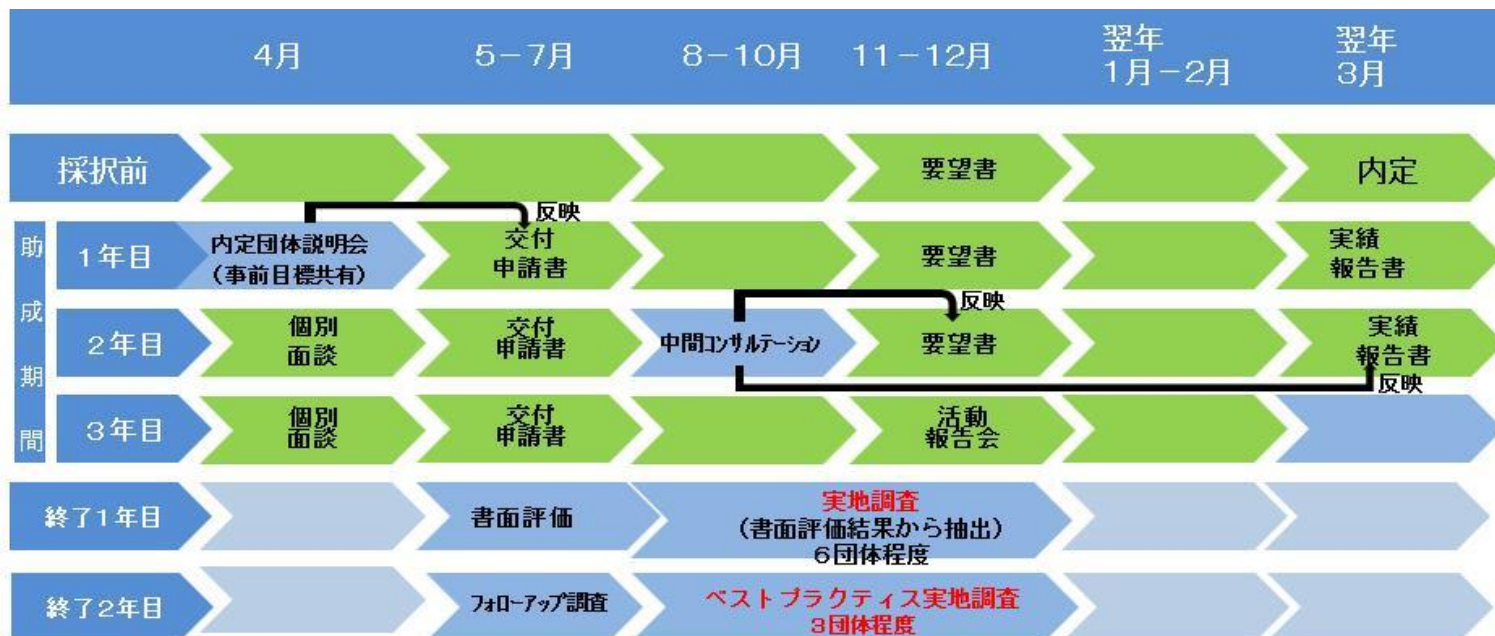 4月
5－7月
8－10月
11－12月
翌年
1月－2月
翌年
3月
採択前
要望書
内定
助成期間
1年目
内定団体説明会
(事前目標共有)
反映
交付
申請書
要望書
実績
報告書
2年目
個別
面談
交付
申請書
中間コンサルテーション
反映
要望書
実績
報告書
反映
3年目
個別
面談
交付
申請書
活動
報告会
終了1年目
書面評価
実地調査
(書面評価結果から抽出)
6団体程度
終了2年目
フォローアップ調査
ベストプラクティス実地調査
3団体程度